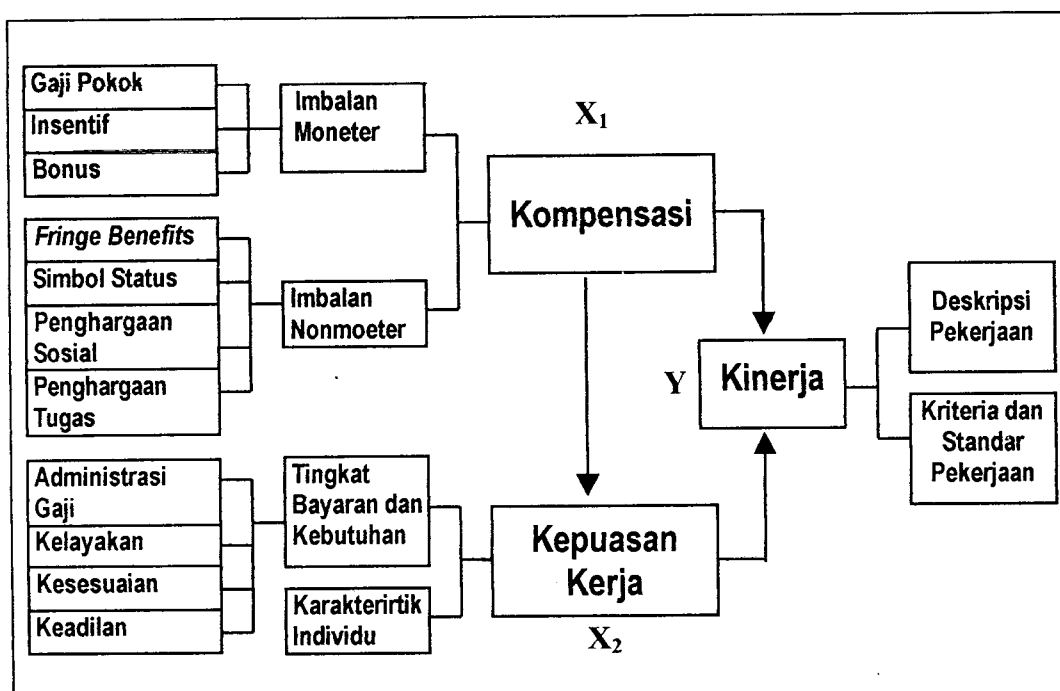 Gaji Pokok
Insentif
Bonus
Imbalan
Moneter
X₁
Kompensasi
Fringe Benefits
Simbol Status
Penghargaan
Sosial
Penghargaan
Tugas
Imbalan
Nonmoeter
Y
Kinerja
Deskripsi
Pekerjaan
Kriteria dan
Standar
Pekerjaan
Administrasi
Gaji
Kelayakan
Kesesuaian
Keadilan
Tingkat
Bayaran dan
Kebutuhan
Karakterirtik
Individu
Kepuasan
Kerja
X₂